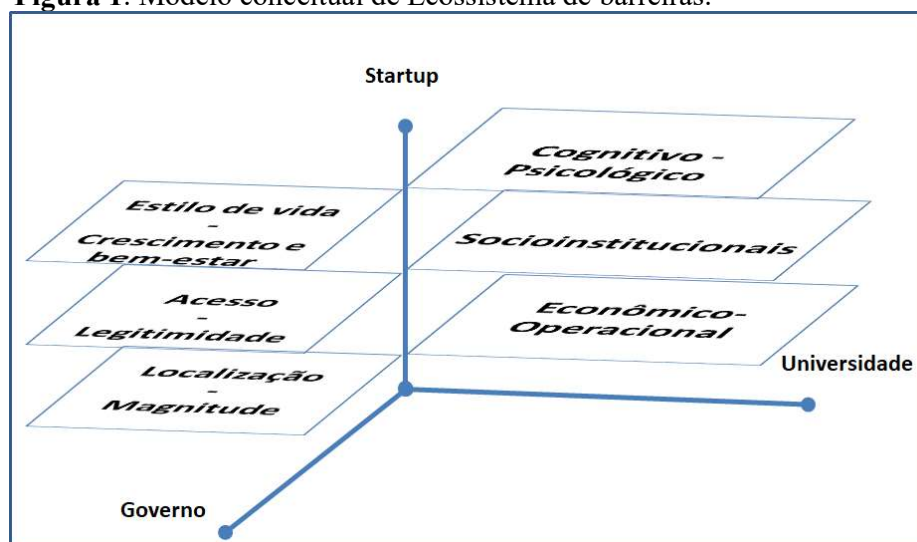 Figura 1. Modelo conceitual de Ecossistema de barreiras.
Startup
Cognitivo -
Psicológico
Estilo de vida
-
Crescimento e
bem-estar
Socioinstitucionais
Acesso
-
Legitimidade
Econômico-
Operacional
Universidade
Localização
-
Magnitude
Governo